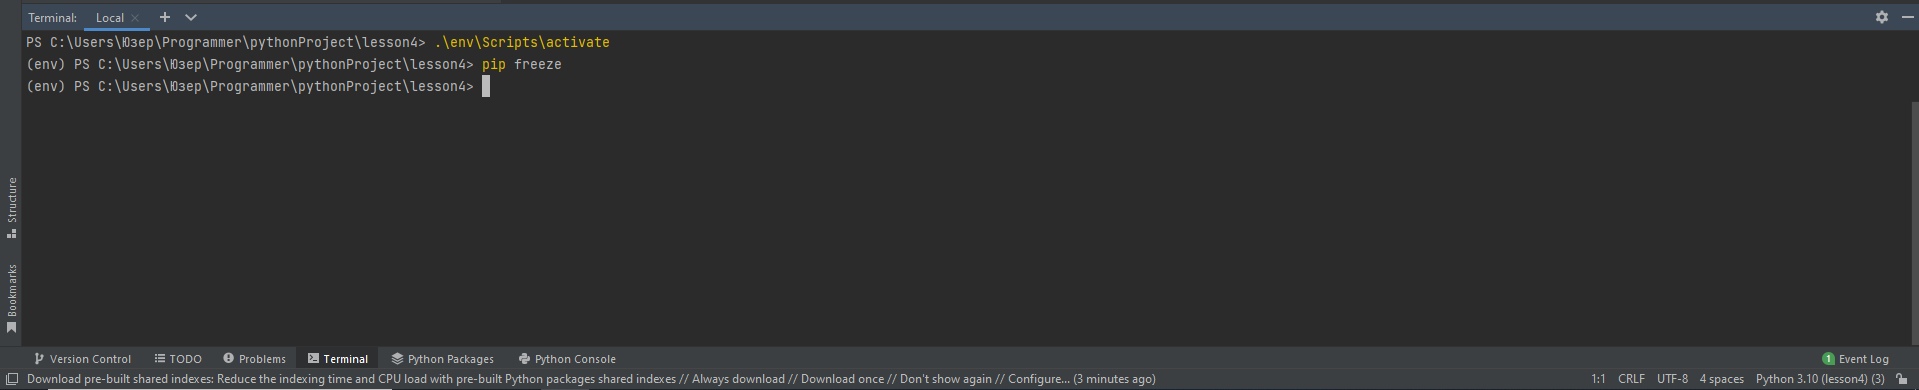 Terminal: Local
PS C:\Users\Юзер\Programmer\pythonProject\lesson4> .\env\Scripts\activate
(env) PS C:\Users\Юзер\Programmer\pythonProject\lesson4> pip freeze
(env) PS C:\Users\Юзер\Programmer\pythonProject\lesson4>
Structure
Bookmarks
Version Control TODO Problems Terminal Python Packages Python Console 1 Event Log
Download pre-built shared indexes: Reduce the indexing time and CPU load with pre-built Python packages shared indexes // Always download // Download once // Don't show again // Configure... (3 minutes ago) 1:1 CRLF UTF-8 4 spaces Python 3.10 (lesson4) (3)